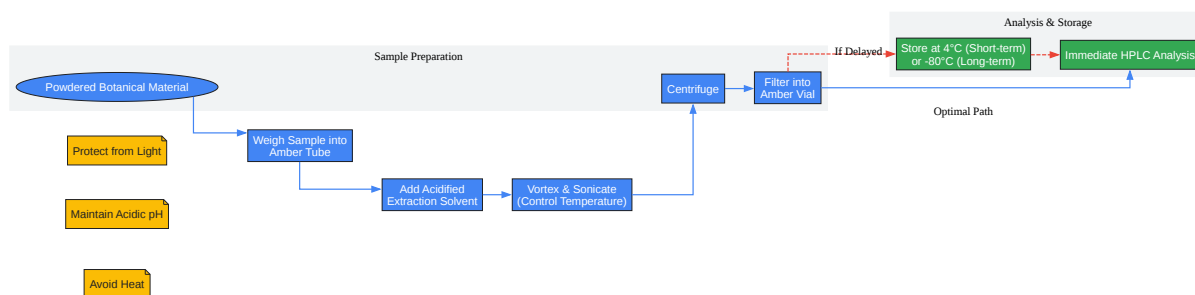 Analysis & Storage
Sample Preparation
If Delayed
Store at 4°C (Short-term)
or -80°C (Long-term)
Immediate HPLC Analysis
Powdered Botanical Material
Centrifuge
Filter into
Amber Vial
Optimal Path
Weigh Sample into
Amber Tube
Protect from Light
Add Acidified
Extraction Solvent
Vortex & Sonicate
(Control Temperature)
Maintain Acidic pH
Avoid Heat